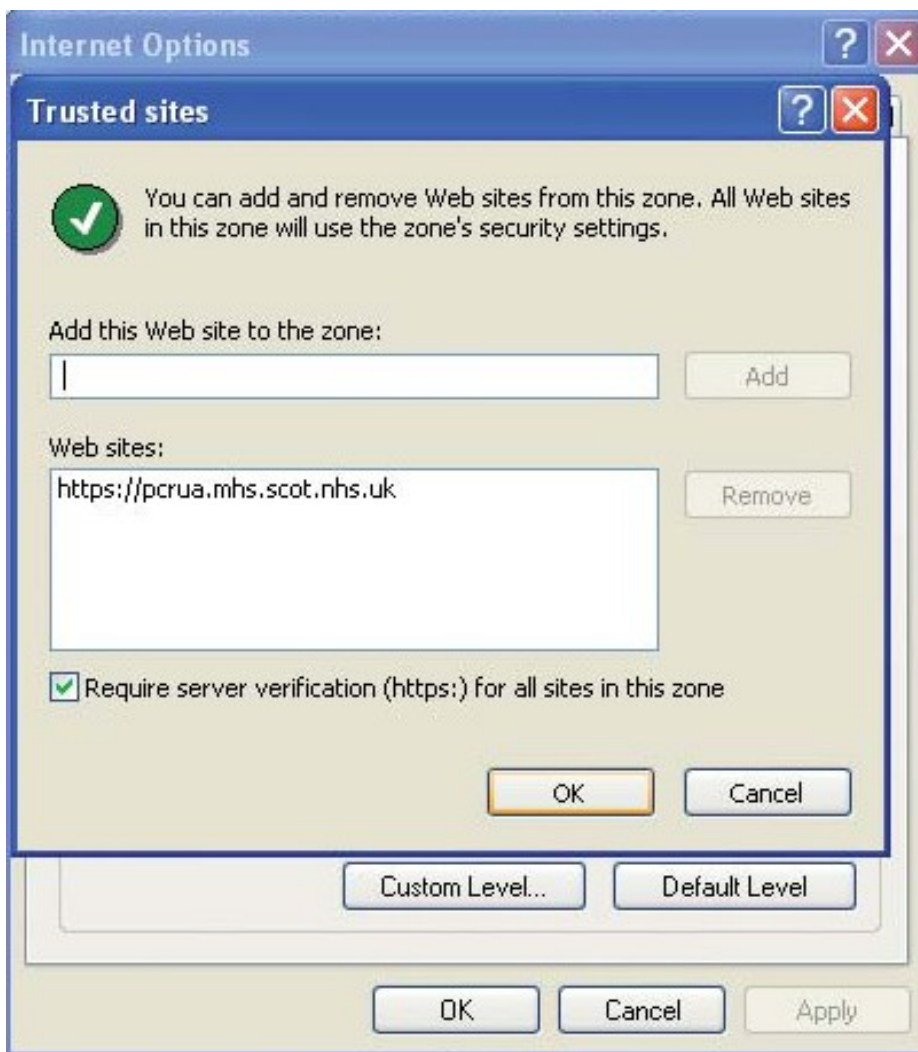 Internet Options
Trusted sites
You can add and remove Web sites from this zone. All Web sites
in this zone will use the zone's security settings.
Add this Web site to the zone:
Add
Web sites:
https://pcrua.mhs.scot.nhs.uk
Remove
Require server verification (https:) for all sites in this zone
OK Cancel
Custom Level... Default Level
OK Cancel Apply